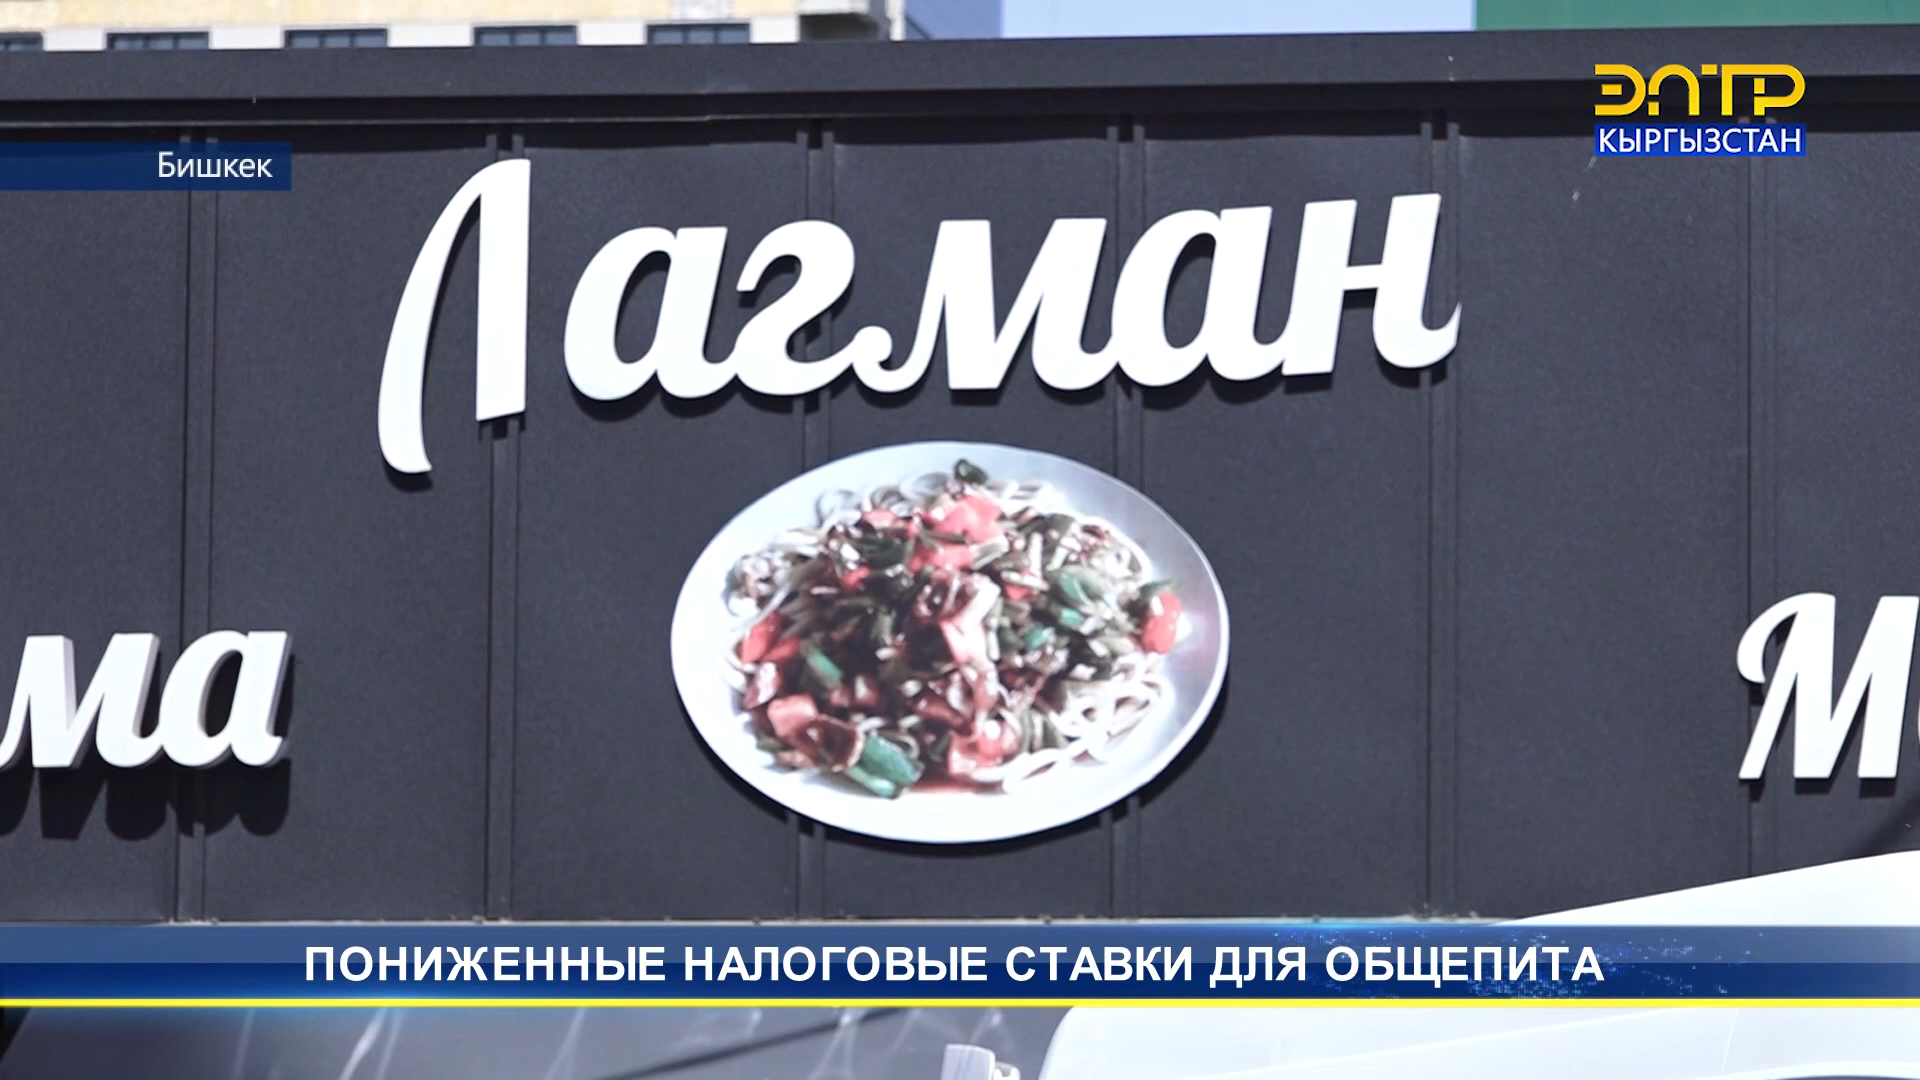 ЭЛТР
КЫРГЫЗСТАН
Бишкек
Лагман
ма
ПОНИЖЕННЫЕ НАЛОГОВЫЕ СТАВКИ ДЛЯ ОБЩЕПИТА